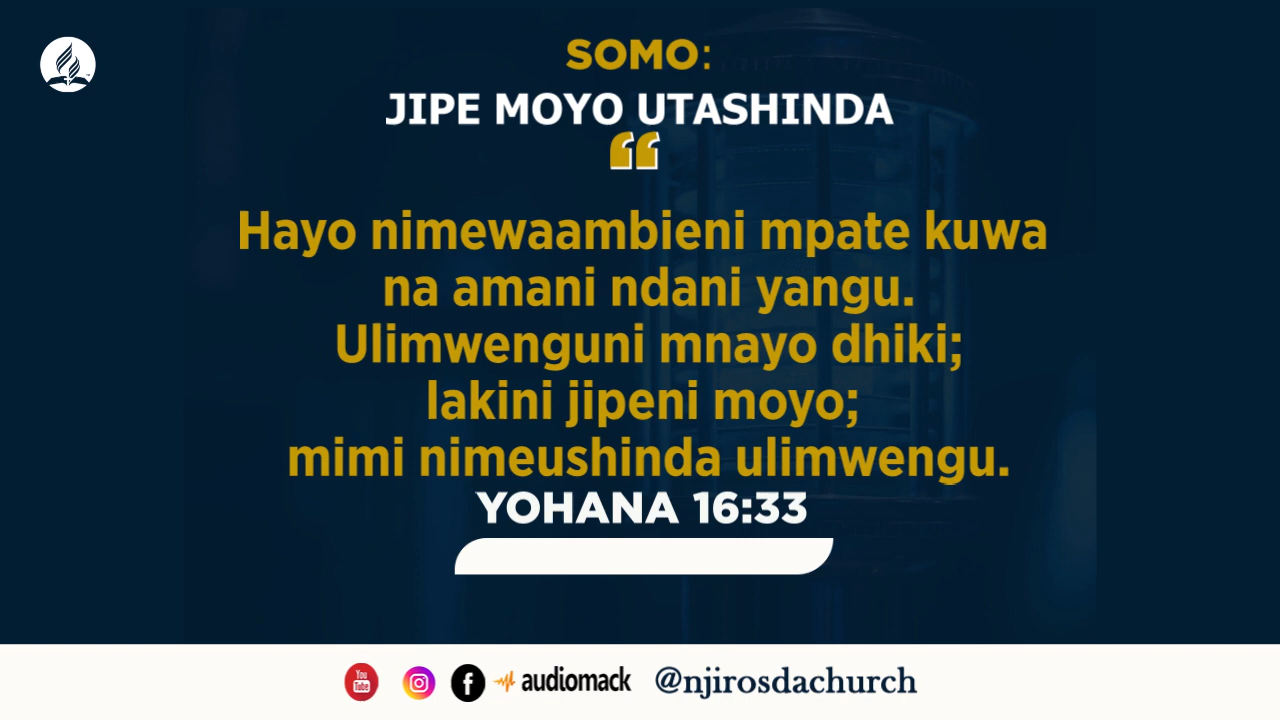 SOMO:
JIPE MOYO UTASHINDA
“
Hayo nimewaambieni mpate kuwa
na amani ndani yangu.
Ulimwenguni mnayo dhiki;
lakini jipeni moyo;
mimi nimeushinda ulimwengu.
YOHANA 16:33
You Tube audiomack @njirosdachurch